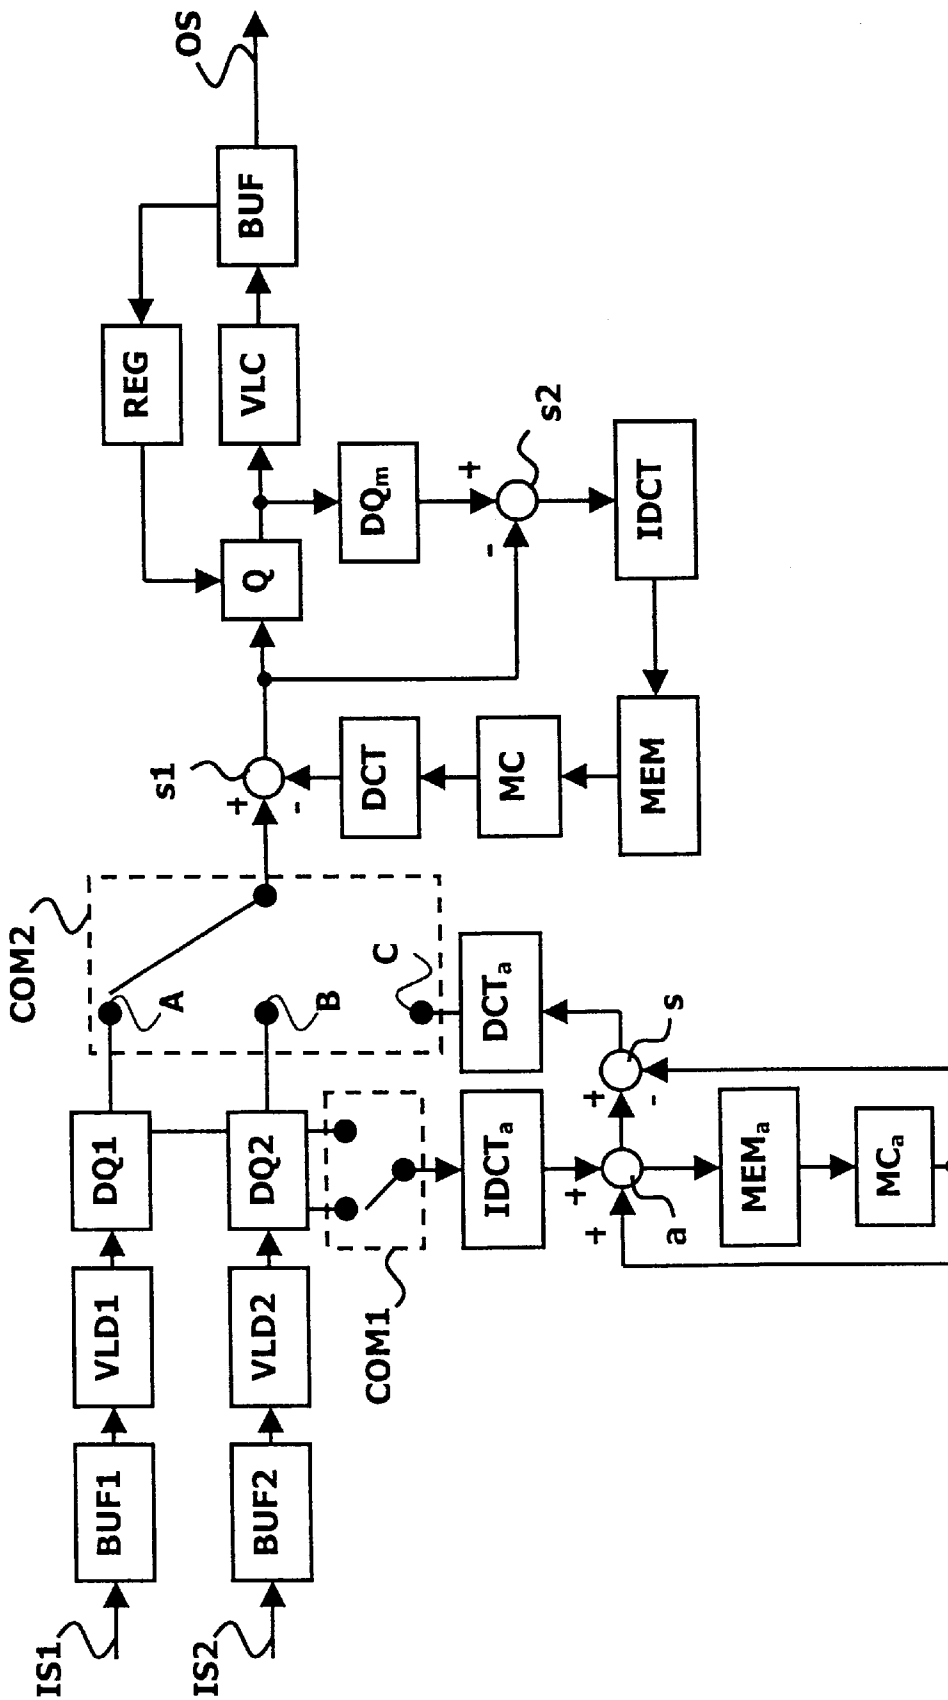 IS1
BUF1
VLD1
DQ1
A
COM2
IS2
BUF2
VLD2
DQ2
B
C
COM1
IDCTa
DCTa
+
+
a
+
-
s
MEMa
MCa
s1
+
-
DCT
MC
MEM
Q
REG
VLC
BUF
OS
DQm
+
-
s2
IDCT